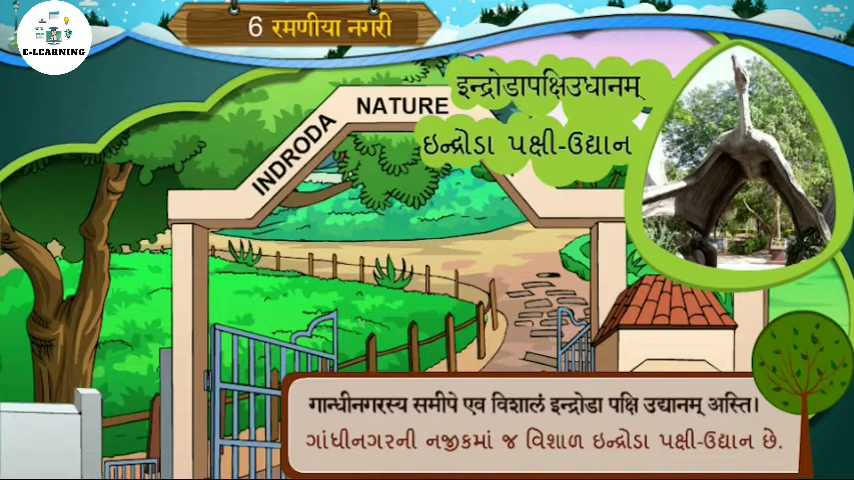 E-LEARNING
6 रमणीया नगरी
इन्द्रोडापक्षिउधानम्
ઇન્દ્રોડા પક્ષી-ઉદ્યાન
INDRODA NATURE
गान्धीनगरस्य समीपे एव विशालं इन्द्रोडा पक्षि उद्यानम् अस्ति।
ગાંધીનગરની નજીકમાં જ વિશાળ ઇન્દ્રોડા પક્ષી-ઉદ્યાન છે.